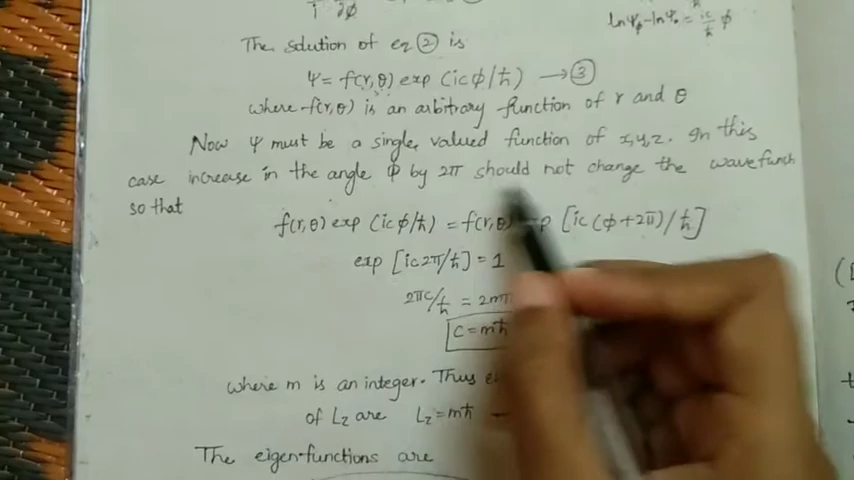 i ∂φ
lnψφ - lnψ₀ = ic/ħ φ
The solution of eq ② is
ψ = f(r,θ) exp (icφ/ħ) → ③
where f(r,θ) is an arbitrary function of r and θ
Now ψ must be a single valued function of x,y,z. In this
case increase in the angle φ by 2π should not change the wavefunch
so that
f(r,θ) exp (icφ/ħ) = f(r,θ) [ic(φ+2π)/ħ]
exp [ic2π/ħ] = 1
2πc/ħ = 2mπ
C = mħ
where m is an integer. Thus
of Lz are Lz = mħ
The eigen-functions are